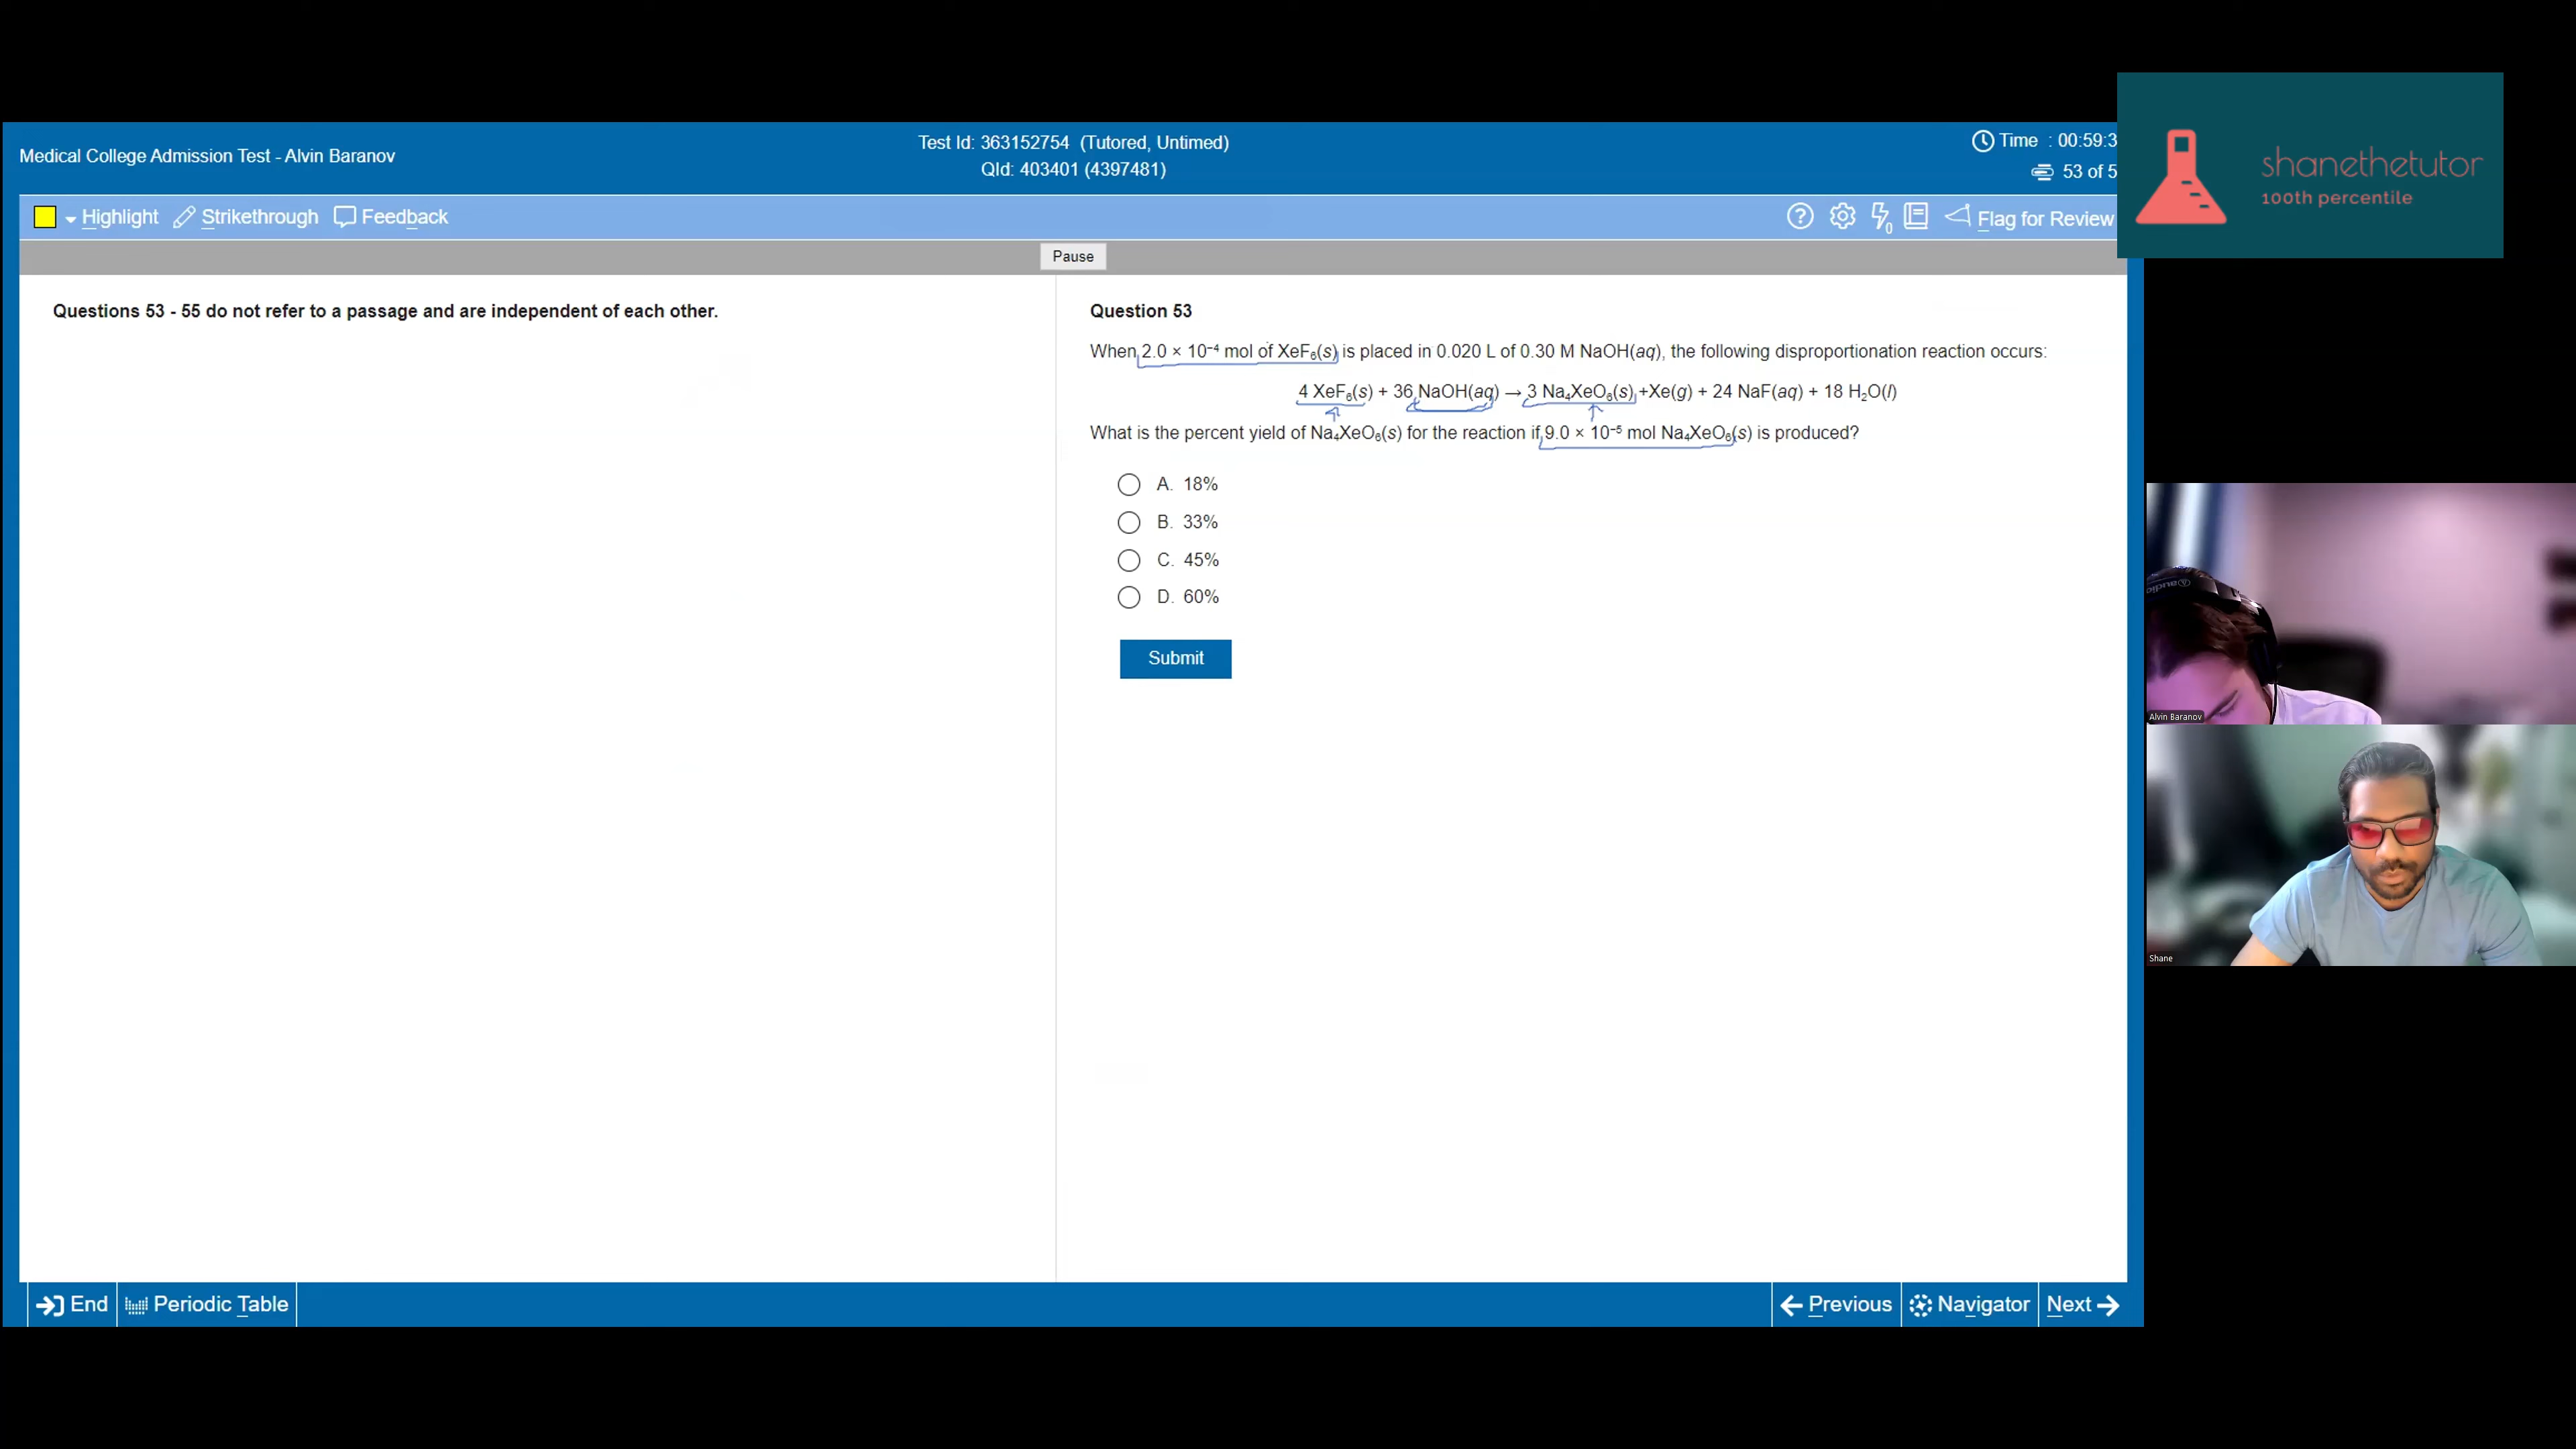 shanethetutor
100th percentile
Medical College Admission Test - Alvin Baranov
Test Id: 363152754 (Tutored, Untimed)
QId: 403401 (4397481)
Time : 00:59:3
53 of 5
Highlight Strikethrough Feedback
0 Flag for Review
Pause
Questions 53 - 55 do not refer to a passage and are independent of each other.
Question 53
When 2.0 × 10⁻⁴ mol of XeF₆(s) is placed in 0.020 L of 0.30 M NaOH(aq), the following disproportionation reaction occurs:
4 XeF₆(s) + 36 NaOH(aq) → 3 Na₄XeO₆(s) +Xe(g) + 24 NaF(aq) + 18 H₂O(l)
What is the percent yield of Na₄XeO₆(s) for the reaction if 9.0 × 10⁻⁵ mol Na₄XeO₆(s) is produced?
A. 18%
B. 33%
C. 45%
D. 60%
Submit
Alvin Baranov
Shane
End Periodic Table
Previous Navigator Next